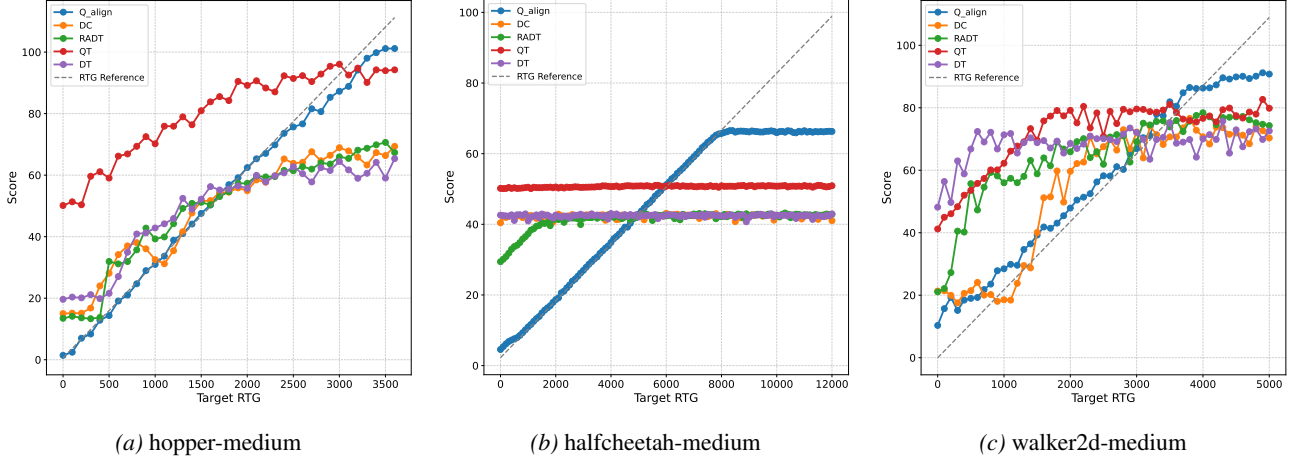 Q_align
DC
RADT
QT
DT
RTG Reference
100
80
60
40
20
0
Score
0 500 1000 1500 2000 2500 3000 3500
Target RTG
(a) hopper-medium
Q_align
DC
RADT
QT
DT
RTG Reference
100
80
60
40
20
0
Score
0 2000 4000 6000 8000 10000 12000
Target RTG
(b) halfcheetah-medium
Q_align
DC
RADT
QT
DT
RTG Reference
100
80
60
40
20
0
Score
0 1000 2000 3000 4000 5000
Target RTG
(c) walker2d-medium